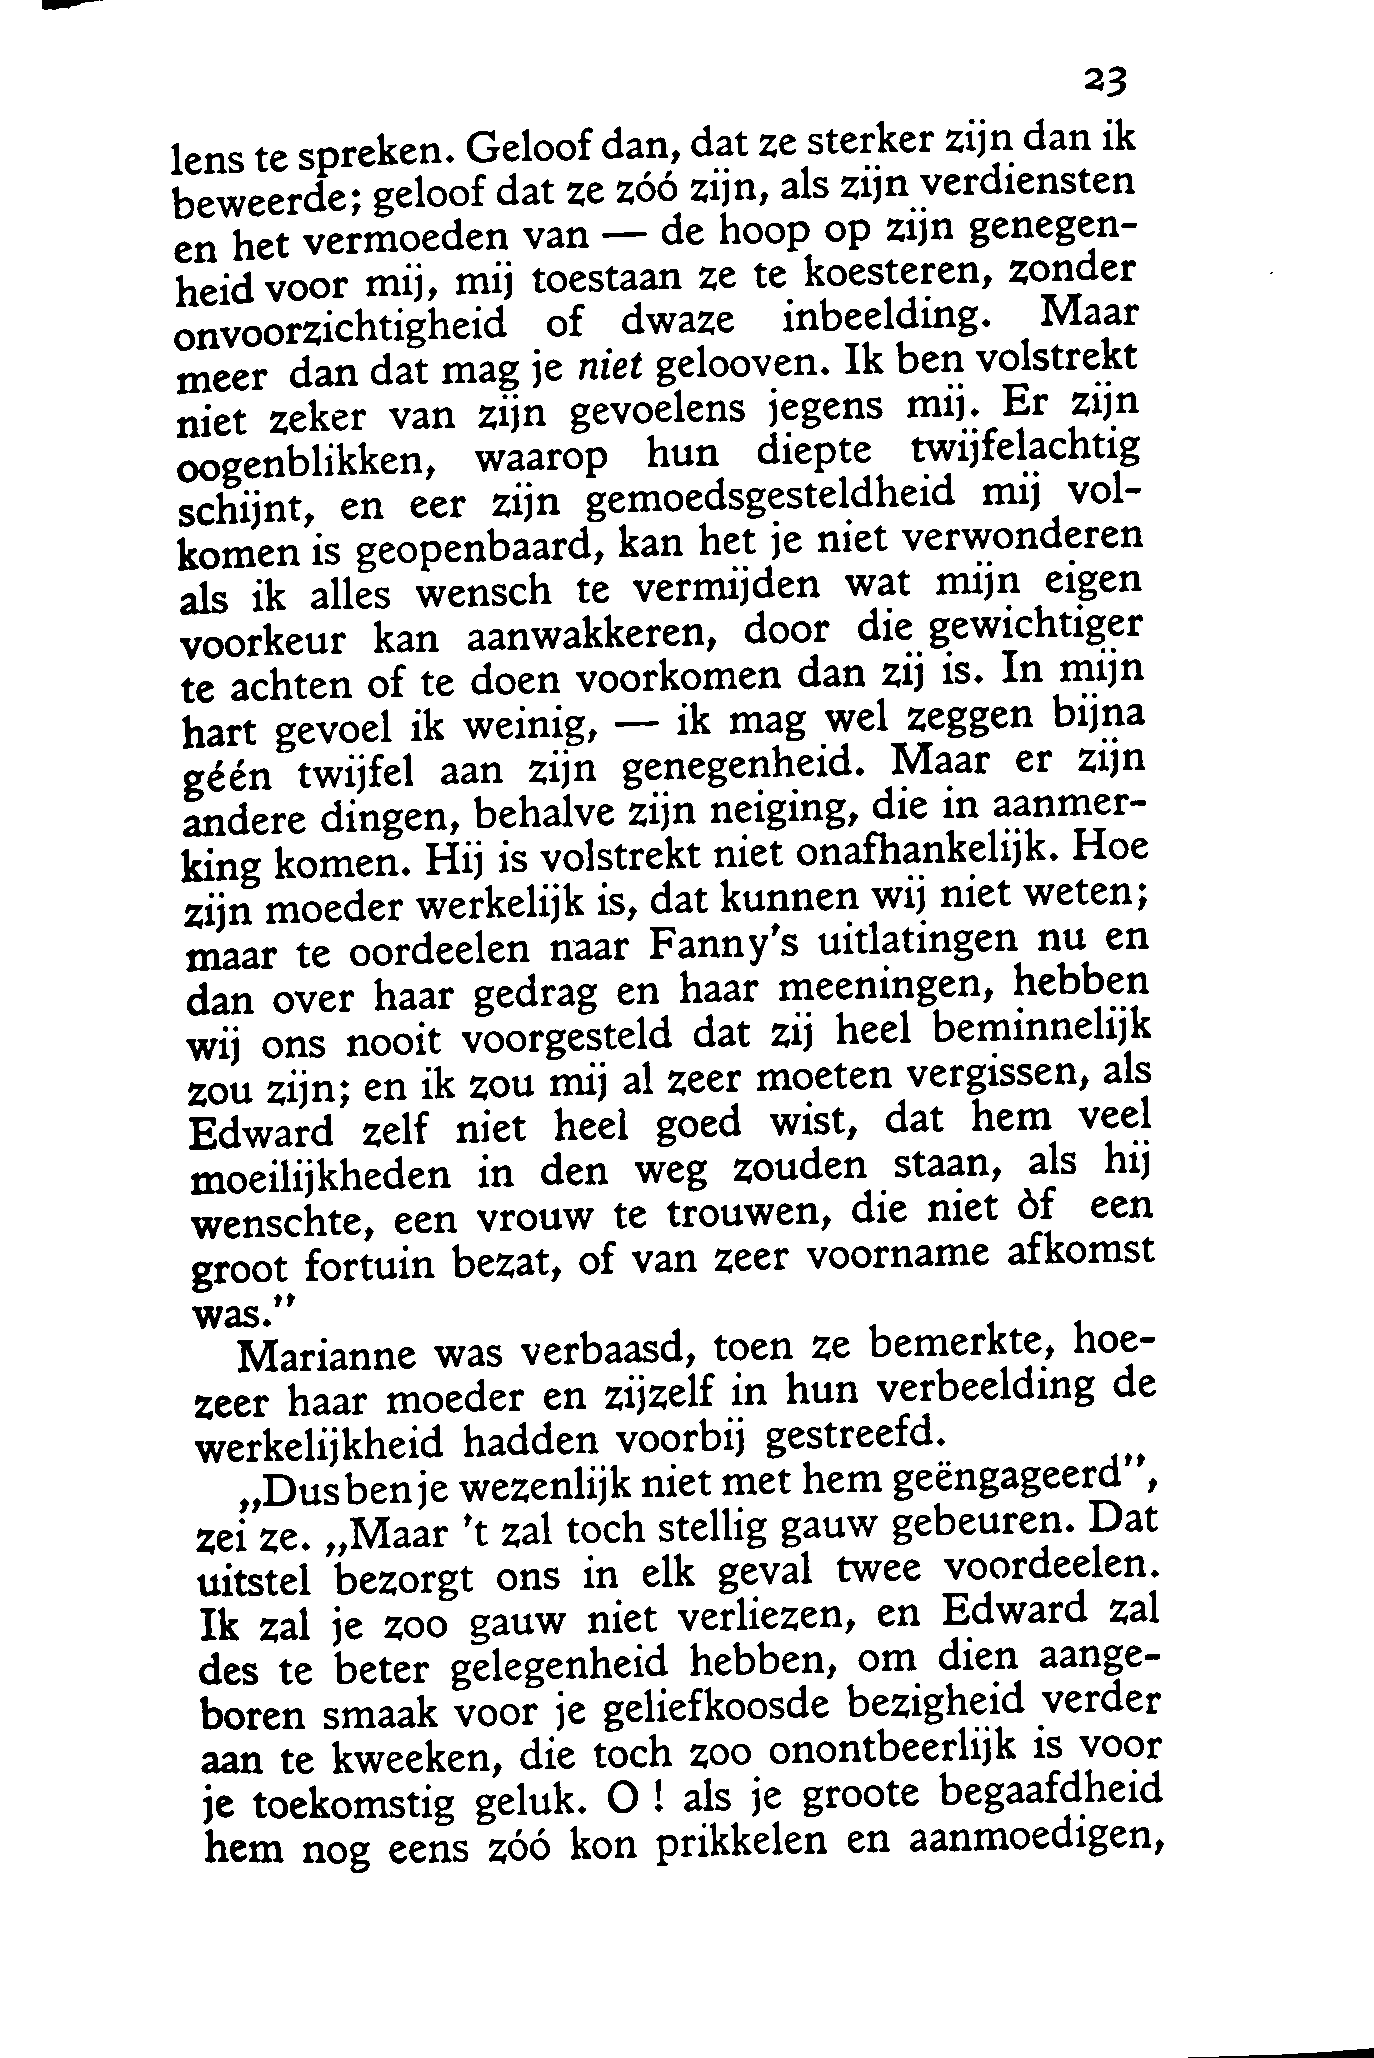 23
lens te spreken. Geloof dan, dat ze sterker zijn dan ik
beweerde; geloof dat ze zóó zijn, als zijn verdiensten
en het vermoeden van — de hoop op zijn genegen-
heid voor mij, mij toestaan ze te koesteren, zonder
onvoorzichtigheid of dwaze inbeelding. Maar
meer dan dat mag je niet gelooven. Ik ben volstrekt
niet zeker van zijn gevoelens jegens mij. Er zijn
oogenblikken, waarop hun diepte twijfelachtig
schijnt, en eer zijn gemoedsgesteldheid mij vol-
komen is geopenbaard, kan het je niet verwonderen
als ik alles wensch te vermijden wat mijn eigen
voorkeur kan aanwakkeren, door die gewichtiger
te achten of te doen voorkomen dan zij is. In mijn
hart gevoel ik weinig, — ik mag wel zeggen bijna
géén twijfel aan zijn genegenheid. Maar er zijn
andere dingen, behalve zijn neiging, die in aanmer-
king komen. Hij is volstrekt niet onafhankelijk. Hoe
zijn moeder werkelijk is, dat kunnen wij niet weten;
maar te oordeelen naar Fanny's uitlatingen nu en
dan over haar gedrag en haar meeningen, hebben
wij ons nooit voorgesteld dat zij heel beminnelijk
zou zijn; en ik zou mij al zeer moeten vergissen, als
Edward zelf niet heel goed wist, dat hem veel
moeilijkheden in den weg zouden staan, als hij
wenschte, een vrouw te trouwen, die niet òf een
groot fortuin bezat, of van zeer voorname afkomst
was."
Marianne was verbaasd, toen ze bemerkte, hoe-
zeer haar moeder en zijzelf in hun verbeelding de
werkelijkheid hadden voorbij gestreefd.
„Dus ben je wezenlijk niet met hem geëngageerd",
zei ze. „Maar 't zal toch stellig gauw gebeuren. Dat
uitstel bezorgt ons in elk geval twee voordeelen.
Ik zal je zoo gauw niet verliezen, en Edward zal
des te beter gelegenheid hebben, om dien aange-
boren smaak voor je geliefkoosde bezigheid verder
aan te kweeken, die toch zoo onontbeerlijk is voor
je toekomstig geluk. O ! als je groote begaafdheid
hem nog eens zóó kon prikkelen en aanmoedigen,